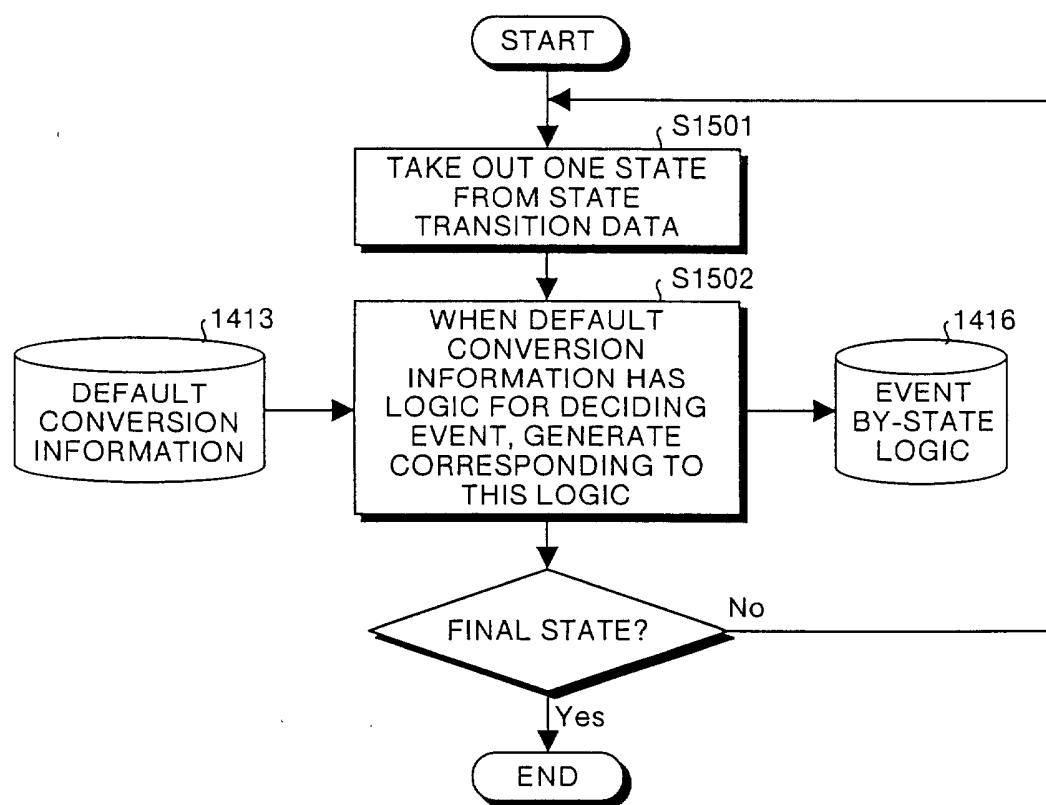 START
S1501
TAKE OUT ONE STATE
FROM STATE
TRANSITION DATA
S1502
WHEN DEFAULT
CONVERSION
INFORMATION HAS
LOGIC FOR DECIDING
EVENT, GENERATE
CORRESPONDING TO
THIS LOGIC
1413
DEFAULT
CONVERSION
INFORMATION
1416
EVENT
BY-STATE
LOGIC
FINAL STATE?
No
Yes
END